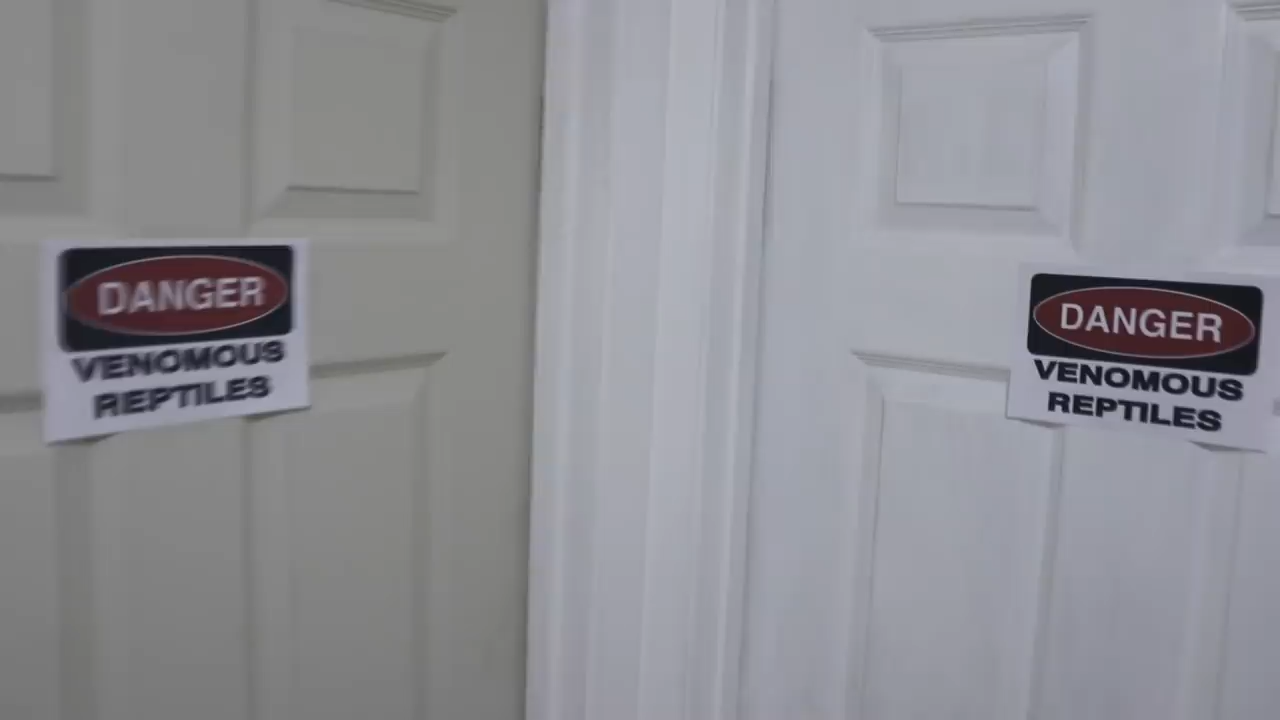 DANGER
VENOMOUS
REPTILES
DANGER
VENOMOUS
REPTILES